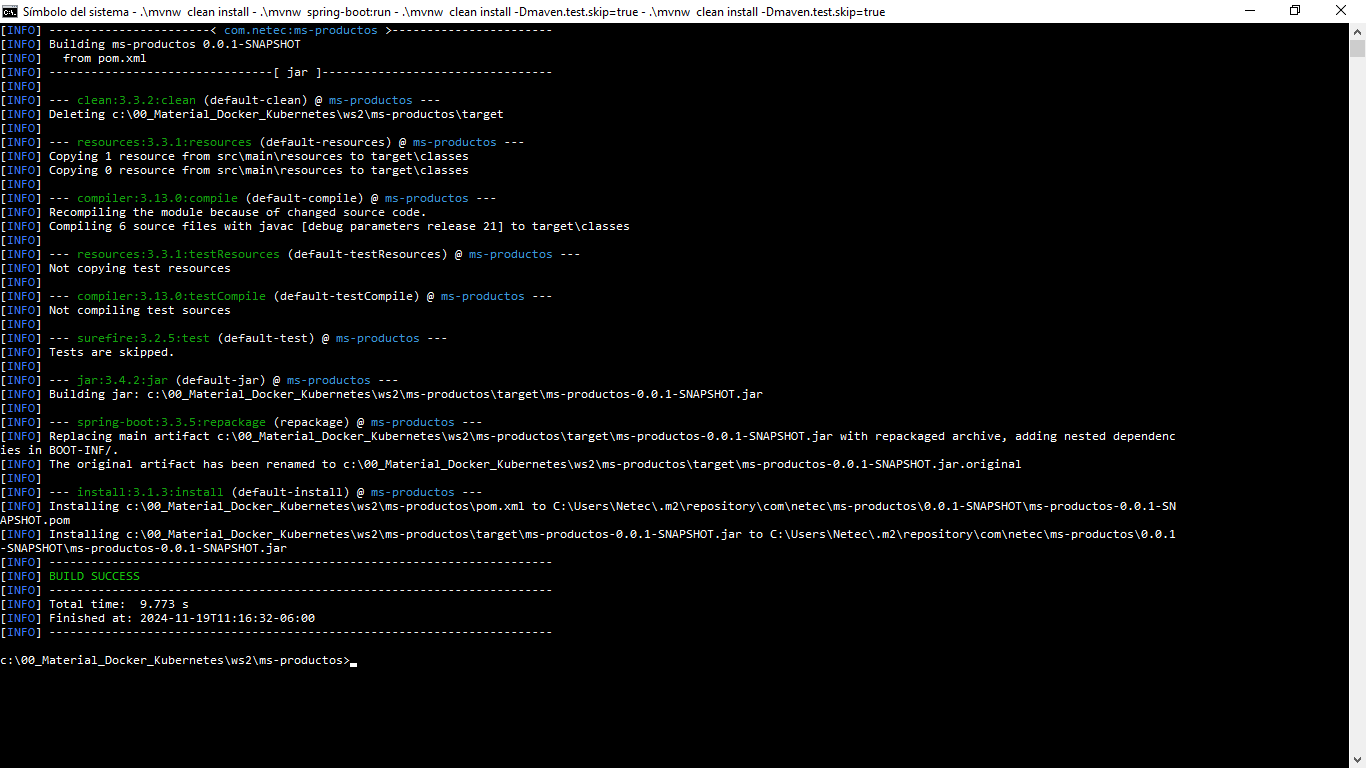 Símbolo del sistema - .\mvnw  clean install - .\mvnw  spring-boot:run - .\mvnw  clean install -Dmaven.test.skip=true - .\mvnw  clean install -Dmaven.test.skip=true
[INFO] -----------------------< com.netec:ms-productos >-----------------------
[INFO] Building ms-productos 0.0.1-SNAPSHOT
[INFO]   from pom.xml
[INFO] --------------------------------[ jar ]---------------------------------
[INFO]
[INFO] --- clean:3.3.2:clean (default-clean) @ ms-productos ---
[INFO] Deleting c:\00_Material_Docker_Kubernetes\ws2\ms-productos\target
[INFO]
[INFO] --- resources:3.3.1:resources (default-resources) @ ms-productos ---
[INFO] Copying 1 resource from src\main\resources to target\classes
[INFO] Copying 0 resource from src\main\resources to target\classes
[INFO]
[INFO] --- compiler:3.13.0:compile (default-compile) @ ms-productos ---
[INFO] Recompiling the module because of changed source code.
[INFO] Compiling 6 source files with javac [debug parameters release 21] to target\classes
[INFO]
[INFO] --- resources:3.3.1:testResources (default-testResources) @ ms-productos ---
[INFO] Not copying test resources
[INFO]
[INFO] --- compiler:3.13.0:testCompile (default-testCompile) @ ms-productos ---
[INFO] Not compiling test sources
[INFO]
[INFO] --- surefire:3.2.5:test (default-test) @ ms-productos ---
[INFO] Tests are skipped.
[INFO]
[INFO] --- jar:3.4.2:jar (default-jar) @ ms-productos ---
[INFO] Building jar: c:\00_Material_Docker_Kubernetes\ws2\ms-productos\target\ms-productos-0.0.1-SNAPSHOT.jar
[INFO]
[INFO] --- spring-boot:3.3.5:repackage (repackage) @ ms-productos ---
[INFO] Replacing main artifact c:\00_Material_Docker_Kubernetes\ws2\ms-productos\target\ms-productos-0.0.1-SNAPSHOT.jar with repackaged archive, adding nested dependenc
ies in BOOT-INF/.
[INFO] The original artifact has been renamed to c:\00_Material_Docker_Kubernetes\ws2\ms-productos\target\ms-productos-0.0.1-SNAPSHOT.jar.original
[INFO]
[INFO] --- install:3.1.3:install (default-install) @ ms-productos ---
[INFO] Installing c:\00_Material_Docker_Kubernetes\ws2\ms-productos\pom.xml to C:\Users\Netec\.m2\repository\com\netec\ms-productos\0.0.1-SNAPSHOT\ms-productos-0.0.1-SN
APSHOT.pom
[INFO] Installing c:\00_Material_Docker_Kubernetes\ws2\ms-productos\target\ms-productos-0.0.1-SNAPSHOT.jar to C:\Users\Netec\.m2\repository\com\netec\ms-productos\0.0.1
-SNAPSHOT\ms-productos-0.0.1-SNAPSHOT.jar
[INFO] ------------------------------------------------------------------------
[INFO] BUILD SUCCESS
[INFO] ------------------------------------------------------------------------
[INFO] Total time:  9.773 s
[INFO] Finished at: 2024-11-19T11:16:32-06:00
[INFO] ------------------------------------------------------------------------
c:\00_Material_Docker_Kubernetes\ws2\ms-productos>